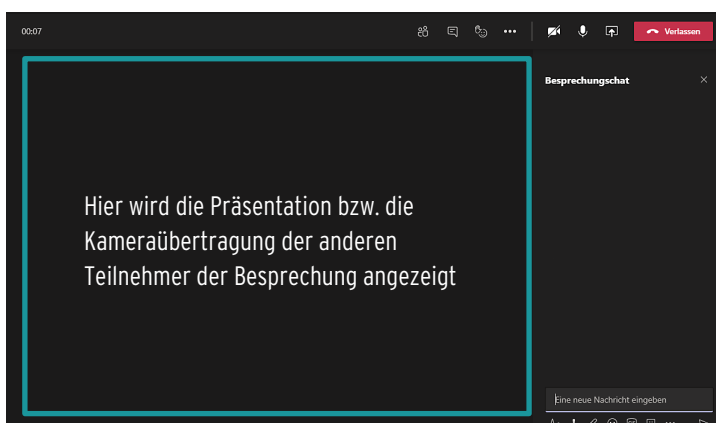 00:07
Verlassen
Besprechungschat
Hier wird die Präsentation bzw. die
Kameraübertragung der anderen
Teilnehmer der Besprechung angezeigt
Eine neue Nachricht eingeben